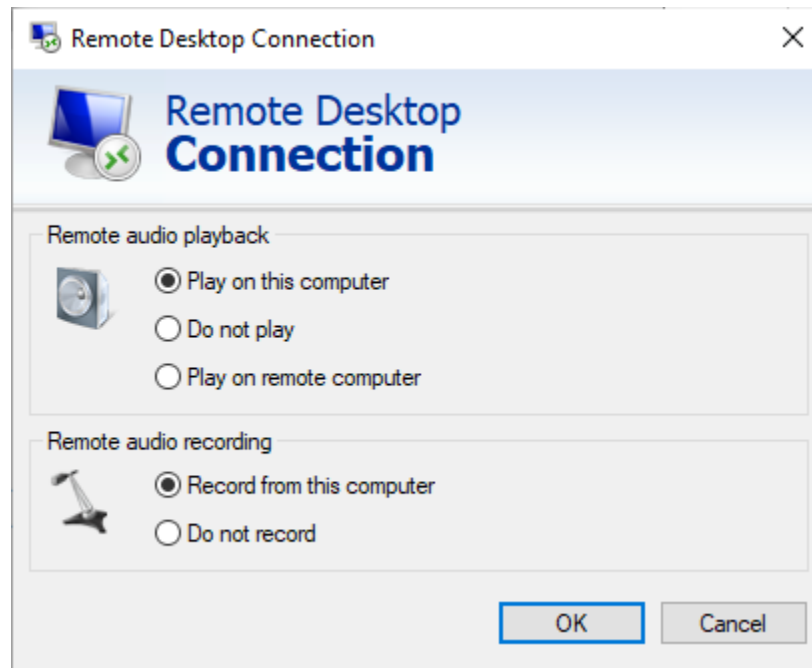 Remote Desktop Connection
Remote Desktop
Connection
Remote audio playback
Play on this computer
Do not play
Play on remote computer
Remote audio recording
Record from this computer
Do not record
OK
Cancel